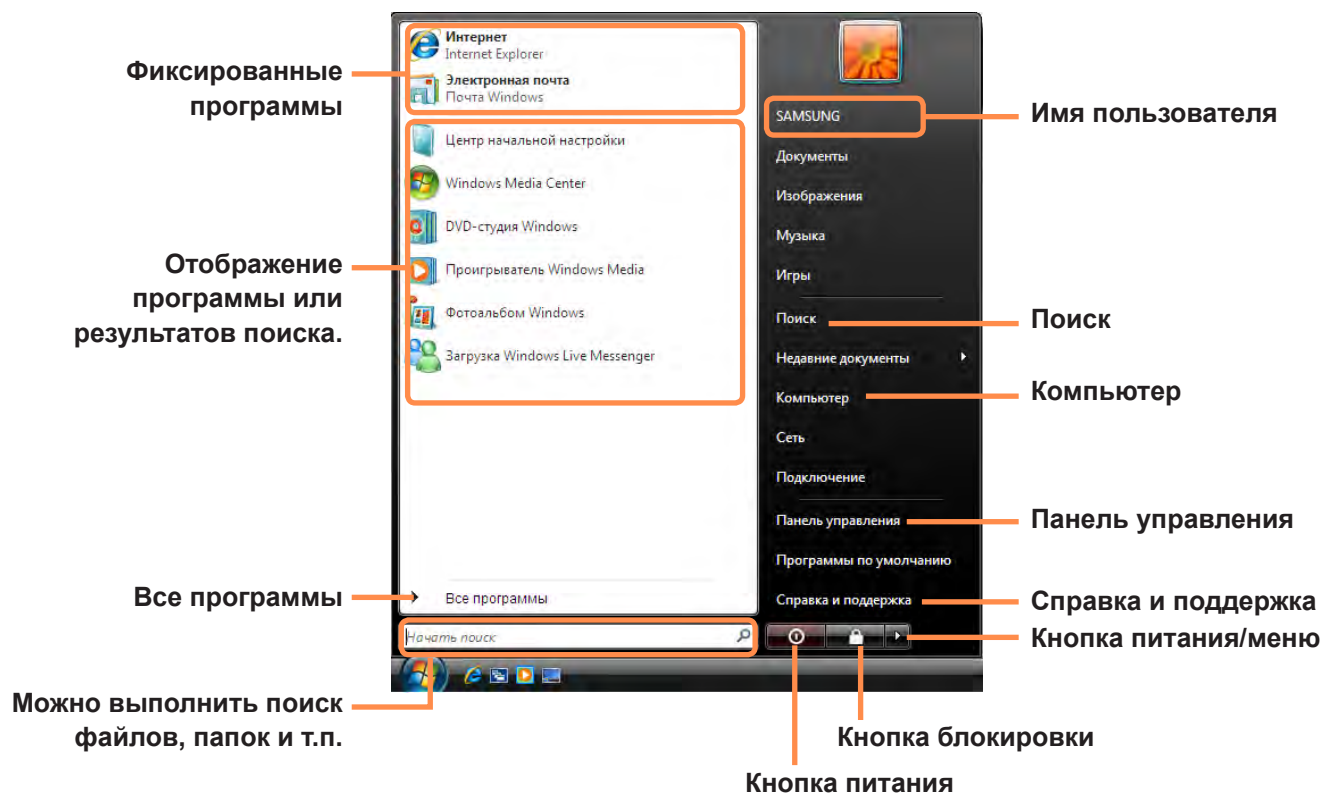 Фиксированные
программы
Отображение
программы или
результатов поиска.
Все программы
Можно выполнить поиск
файлов, папок и т.п.
Интернет
Internet Explorer
Электронная почта
Почта Windows
Центр начальной настройки
Windows Media Center
DVD-студия Windows
Проигрыватель Windows Media
Фотоальбом Windows
Загрузка Windows Live Messenger
Все программы
Начать поиск
SAMSUNG
Документы
Изображения
Музыка
Игры
Поиск
Недавние документы
Компьютер
Сеть
Подключение
Панель управления
Программы по умолчанию
Справка и поддержка
Имя пользователя
Поиск
Компьютер
Панель управления
Справка и поддержка
Кнопка питания/меню
Кнопка блокировки
Кнопка питания